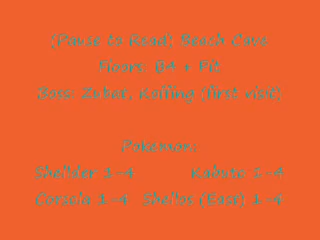 (Pause to Read) Beach Cave
Floors: B4 + Pit
Boss: Zubat, Koffing (first visit)
Pokémon:
Shellder 1-4 Kabuto 1-4
Corsola 1-4 Shellos (East) 1-4